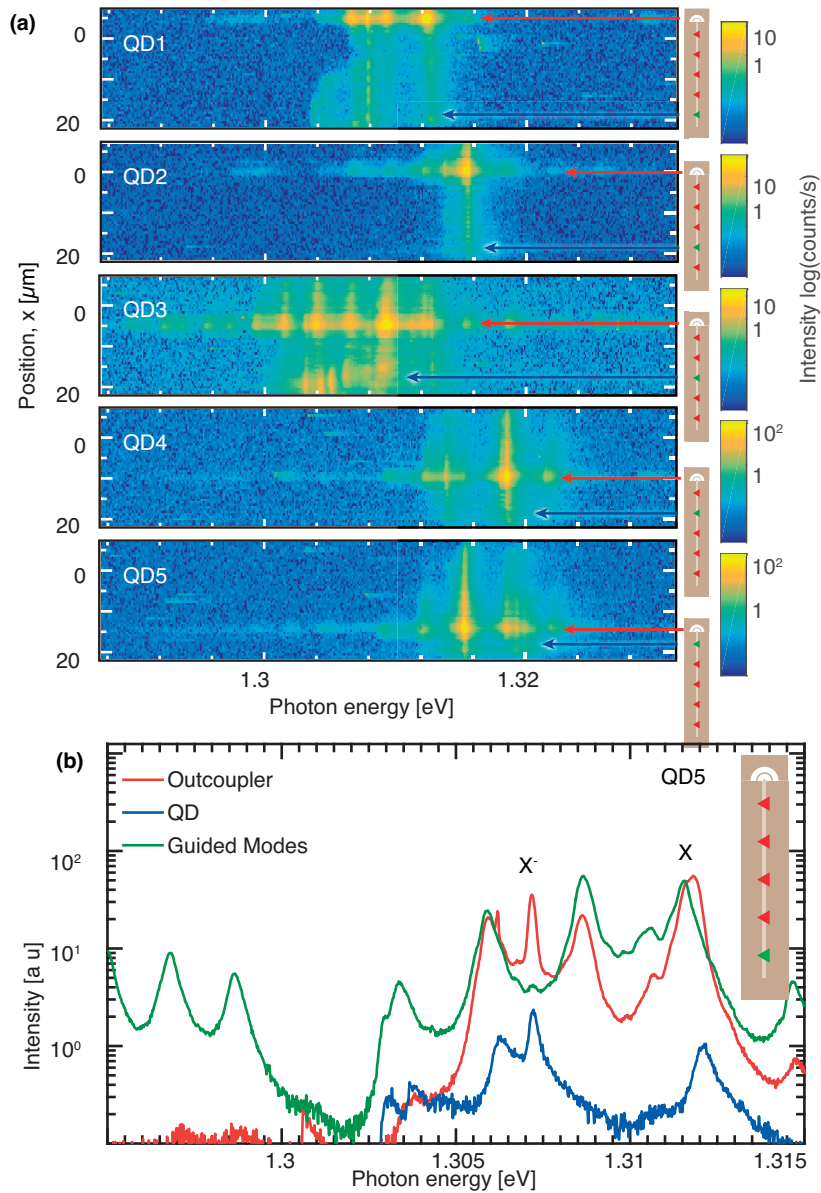 (a)
QD1
0
20
10
1
QD2
0
20
10
1
QD3
0
20
10
1
QD4
0
20
10²
1
QD5
0
20
10²
1
Position, x [µm]
Intensity log(counts/s)
1.3
1.32
Photon energy [eV]
(b)
Outcoupler
QD
Guided Modes
QD5
X⁻
X
10²
10¹
10⁰
Intensity [a u]
1.3
1.305
1.31
1.315
Photon energy [eV]